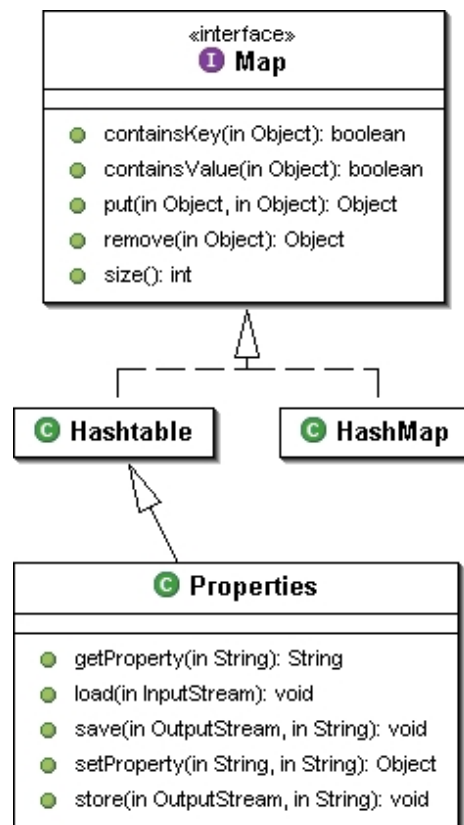 «interface»
I Map
containsKey(in Object): boolean
containsValue(in Object): boolean
put(in Object, in Object): Object
remove(in Object): Object
size(): int
C Hashtable
C HashMap
C Properties
getProperty(in String): String
load(in InputStream): void
save(in OutputStream, in String): void
setProperty(in String, in String): Object
store(in OutputStream, in String): void